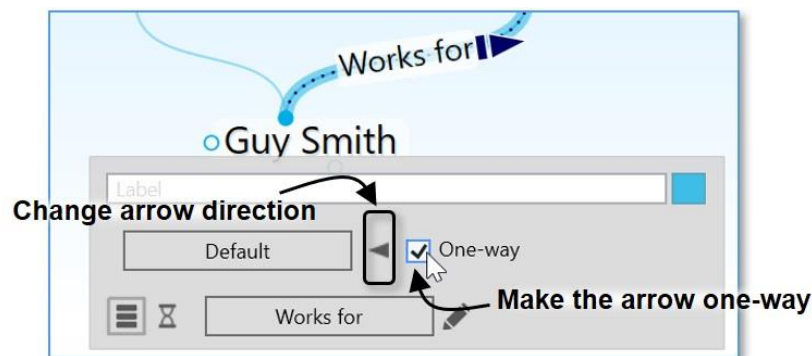 Works for
Guy Smith
Label
Change arrow direction
Default
One-way
Works for
Make the arrow one-way